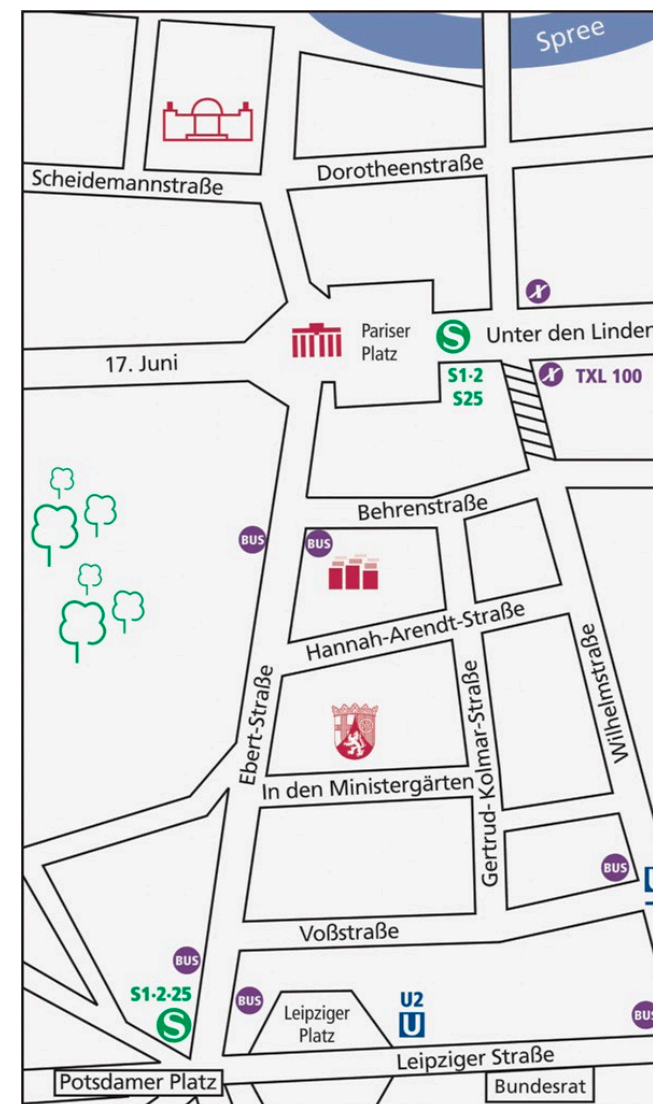 Spree
Scheidemannstraße
Dorotheenstraße
Pariser
Platz
S
Unter den Linden
17. Juni
S1·2
S25
TXL 100
Behrenstraße
BUS
BUS
Hannah-Arendt-Straße
Ebert-Straße
Gertrud-Kolmar-Straße
Wilhelmstraße
In den Ministergärten
BUS
Voßstraße
BUS
S1·2·25
S
BUS
Leipziger
Platz
U2
U
BUS
Leipziger Straße
Potsdamer Platz
Bundesrat